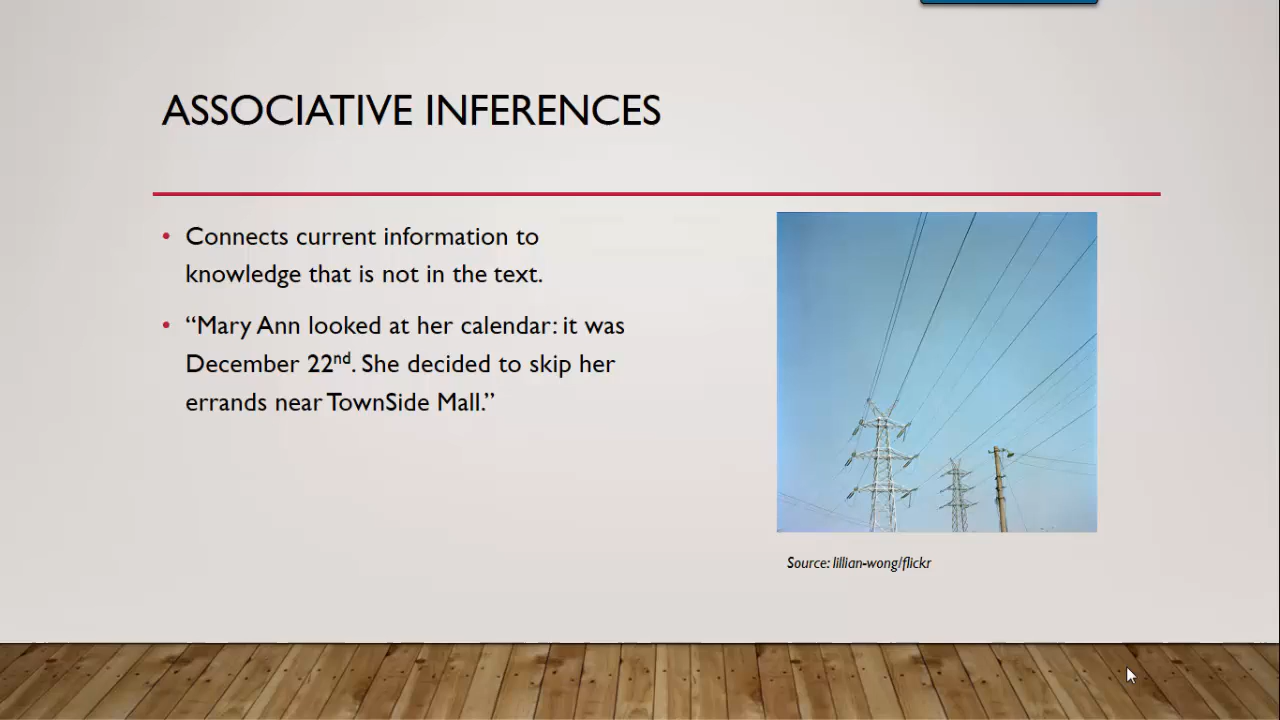 ASSOCIATIVE INFERENCES
• Connects current information to
knowledge that is not in the text.
• “Mary Ann looked at her calendar: it was
December 22nd. She decided to skip her
errands near TownSide Mall.”
Source: lillian-wong/flickr